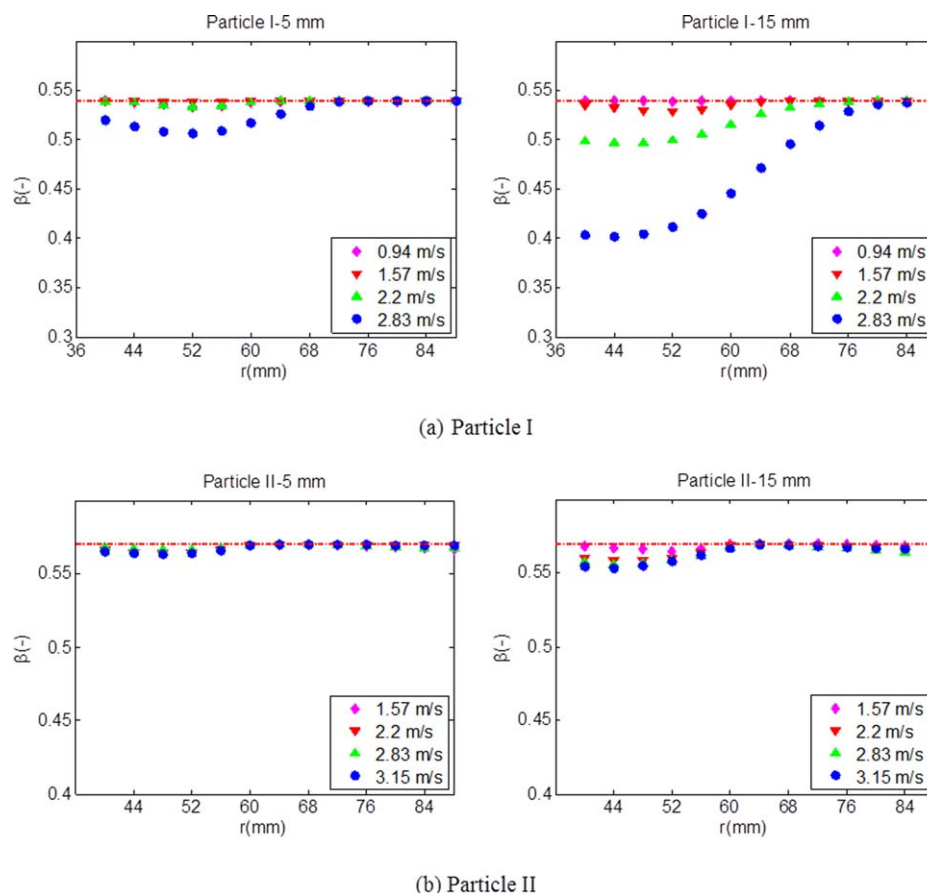 Particle I-5 mm
0.55
0.5
0.45
0.4
0.35
0.3
β(-)
36 44 52 60 68 76 84
r(mm)
0.94 m/s
1.57 m/s
2.2 m/s
2.83 m/s
Particle I-15 mm
0.55
0.5
0.45
0.4
0.35
0.3
β(-)
36 44 52 60 68 76 84
r(mm)
0.94 m/s
1.57 m/s
2.2 m/s
2.83 m/s
(a) Particle I
Particle II-5 mm
0.55
0.5
0.45
0.4
β(-)
44 52 60 68 76 84
r(mm)
1.57 m/s
2.2 m/s
2.83 m/s
3.15 m/s
Particle II-15 mm
0.55
0.5
0.45
0.4
β(-)
44 52 60 68 76 84
r(mm)
1.57 m/s
2.2 m/s
2.83 m/s
3.15 m/s
(b) Particle II